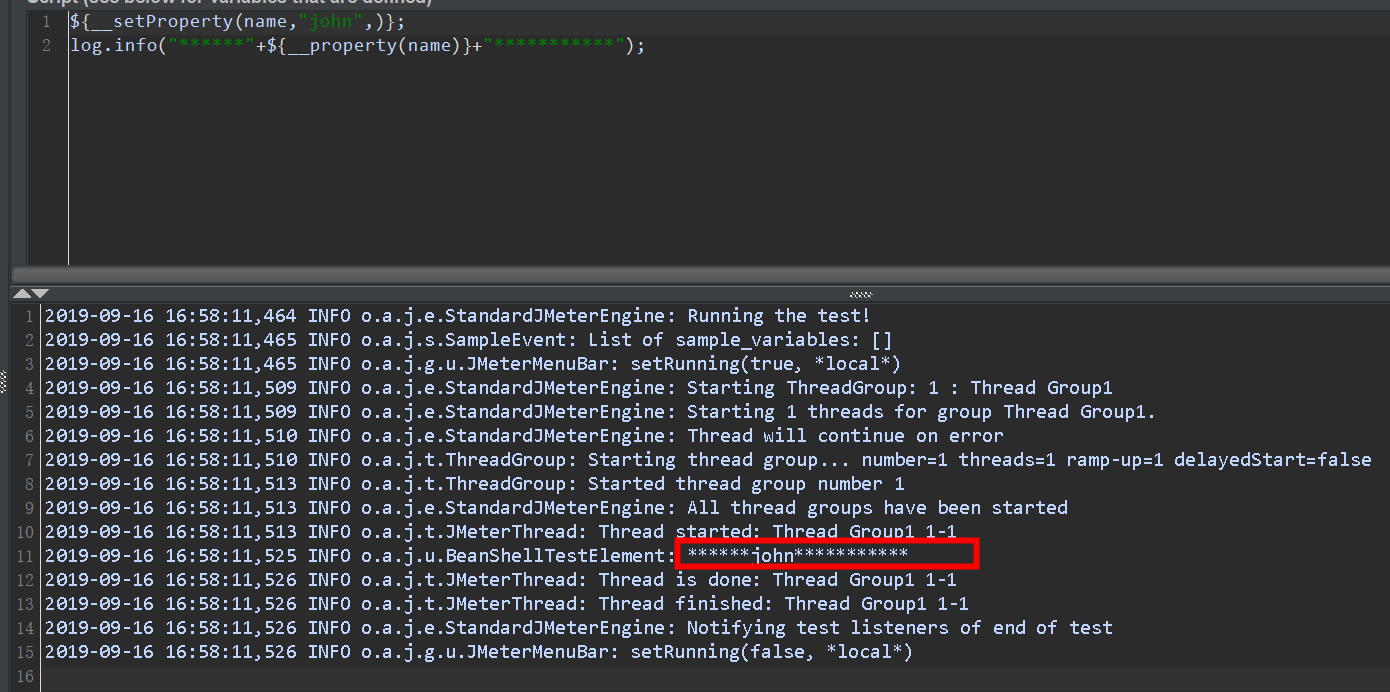 Script (see below for variables that are defined)
1 ${__setProperty(name,"john",)};
2 log.info("******"+${__property(name)}+"***********");
1 2019-09-16 16:58:11,464 INFO o.a.j.e.StandardJMeterEngine: Running the test!
2 2019-09-16 16:58:11,465 INFO o.a.j.s.SampleEvent: List of sample_variables: []
3 2019-09-16 16:58:11,465 INFO o.a.j.g.u.JMeterMenuBar: setRunning(true, *local*)
4 2019-09-16 16:58:11,509 INFO o.a.j.e.StandardJMeterEngine: Starting ThreadGroup: 1 : Thread Group1
5 2019-09-16 16:58:11,509 INFO o.a.j.e.StandardJMeterEngine: Starting 1 threads for group Thread Group1.
6 2019-09-16 16:58:11,510 INFO o.a.j.e.StandardJMeterEngine: Thread will continue on error
7 2019-09-16 16:58:11,510 INFO o.a.j.t.ThreadGroup: Starting thread group... number=1 threads=1 ramp-up=1 delayedStart=false
8 2019-09-16 16:58:11,513 INFO o.a.j.t.ThreadGroup: Started thread group number 1
9 2019-09-16 16:58:11,513 INFO o.a.j.e.StandardJMeterEngine: All thread groups have been started
10 2019-09-16 16:58:11,513 INFO o.a.j.t.JMeterThread: Thread started: Thread Group1 1-1
11 2019-09-16 16:58:11,525 INFO o.a.j.u.BeanShellTestElement: ******john***********
12 2019-09-16 16:58:11,526 INFO o.a.j.t.JMeterThread: Thread is done: Thread Group1 1-1
13 2019-09-16 16:58:11,526 INFO o.a.j.t.JMeterThread: Thread finished: Thread Group1 1-1
14 2019-09-16 16:58:11,526 INFO o.a.j.e.StandardJMeterEngine: Notifying test listeners of end of test
15 2019-09-16 16:58:11,526 INFO o.a.j.g.u.JMeterMenuBar: setRunning(false, *local*)
16